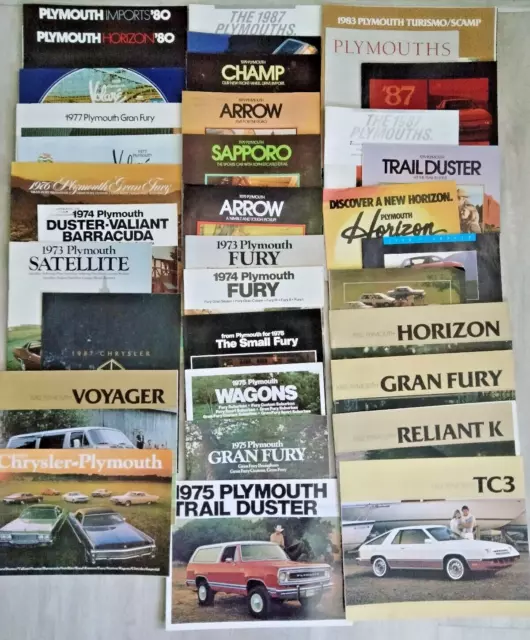 PLYMOUTH IMPORTS '80
PLYMOUTH HORIZON '80
Volaré
1977 Plymouth Gran Fury
Volaré
1976 Plymouth Gran Fury
1974 Plymouth
DUSTER-VALIANT
BARRACUDA
1973 Plymouth
SATELLITE
1987 CHRYSLER
VOYAGER
Chrysler-Plymouth
THE 1987
PLYMOUTHS
CHAMP
ARROW
SAPPORO
ARROW
1973 Plymouth
FURY
1974 Plymouth
FURY
from Plymouth for 1975
The Small Fury
1975 Plymouth
WAGONS
1975 Plymouth
GRAN FURY
1975 PLYMOUTH
TRAIL DUSTER
1983 PLYMOUTH TURISMO/SCAMP
PLYMOUTHS
'87
THE 1987
PLYMOUTHS.
TRAIL DUSTER
DISCOVER A NEW HORIZON.
PLYMOUTH
Horizon
HORIZON
GRAN FURY
RELIANT K
TC3